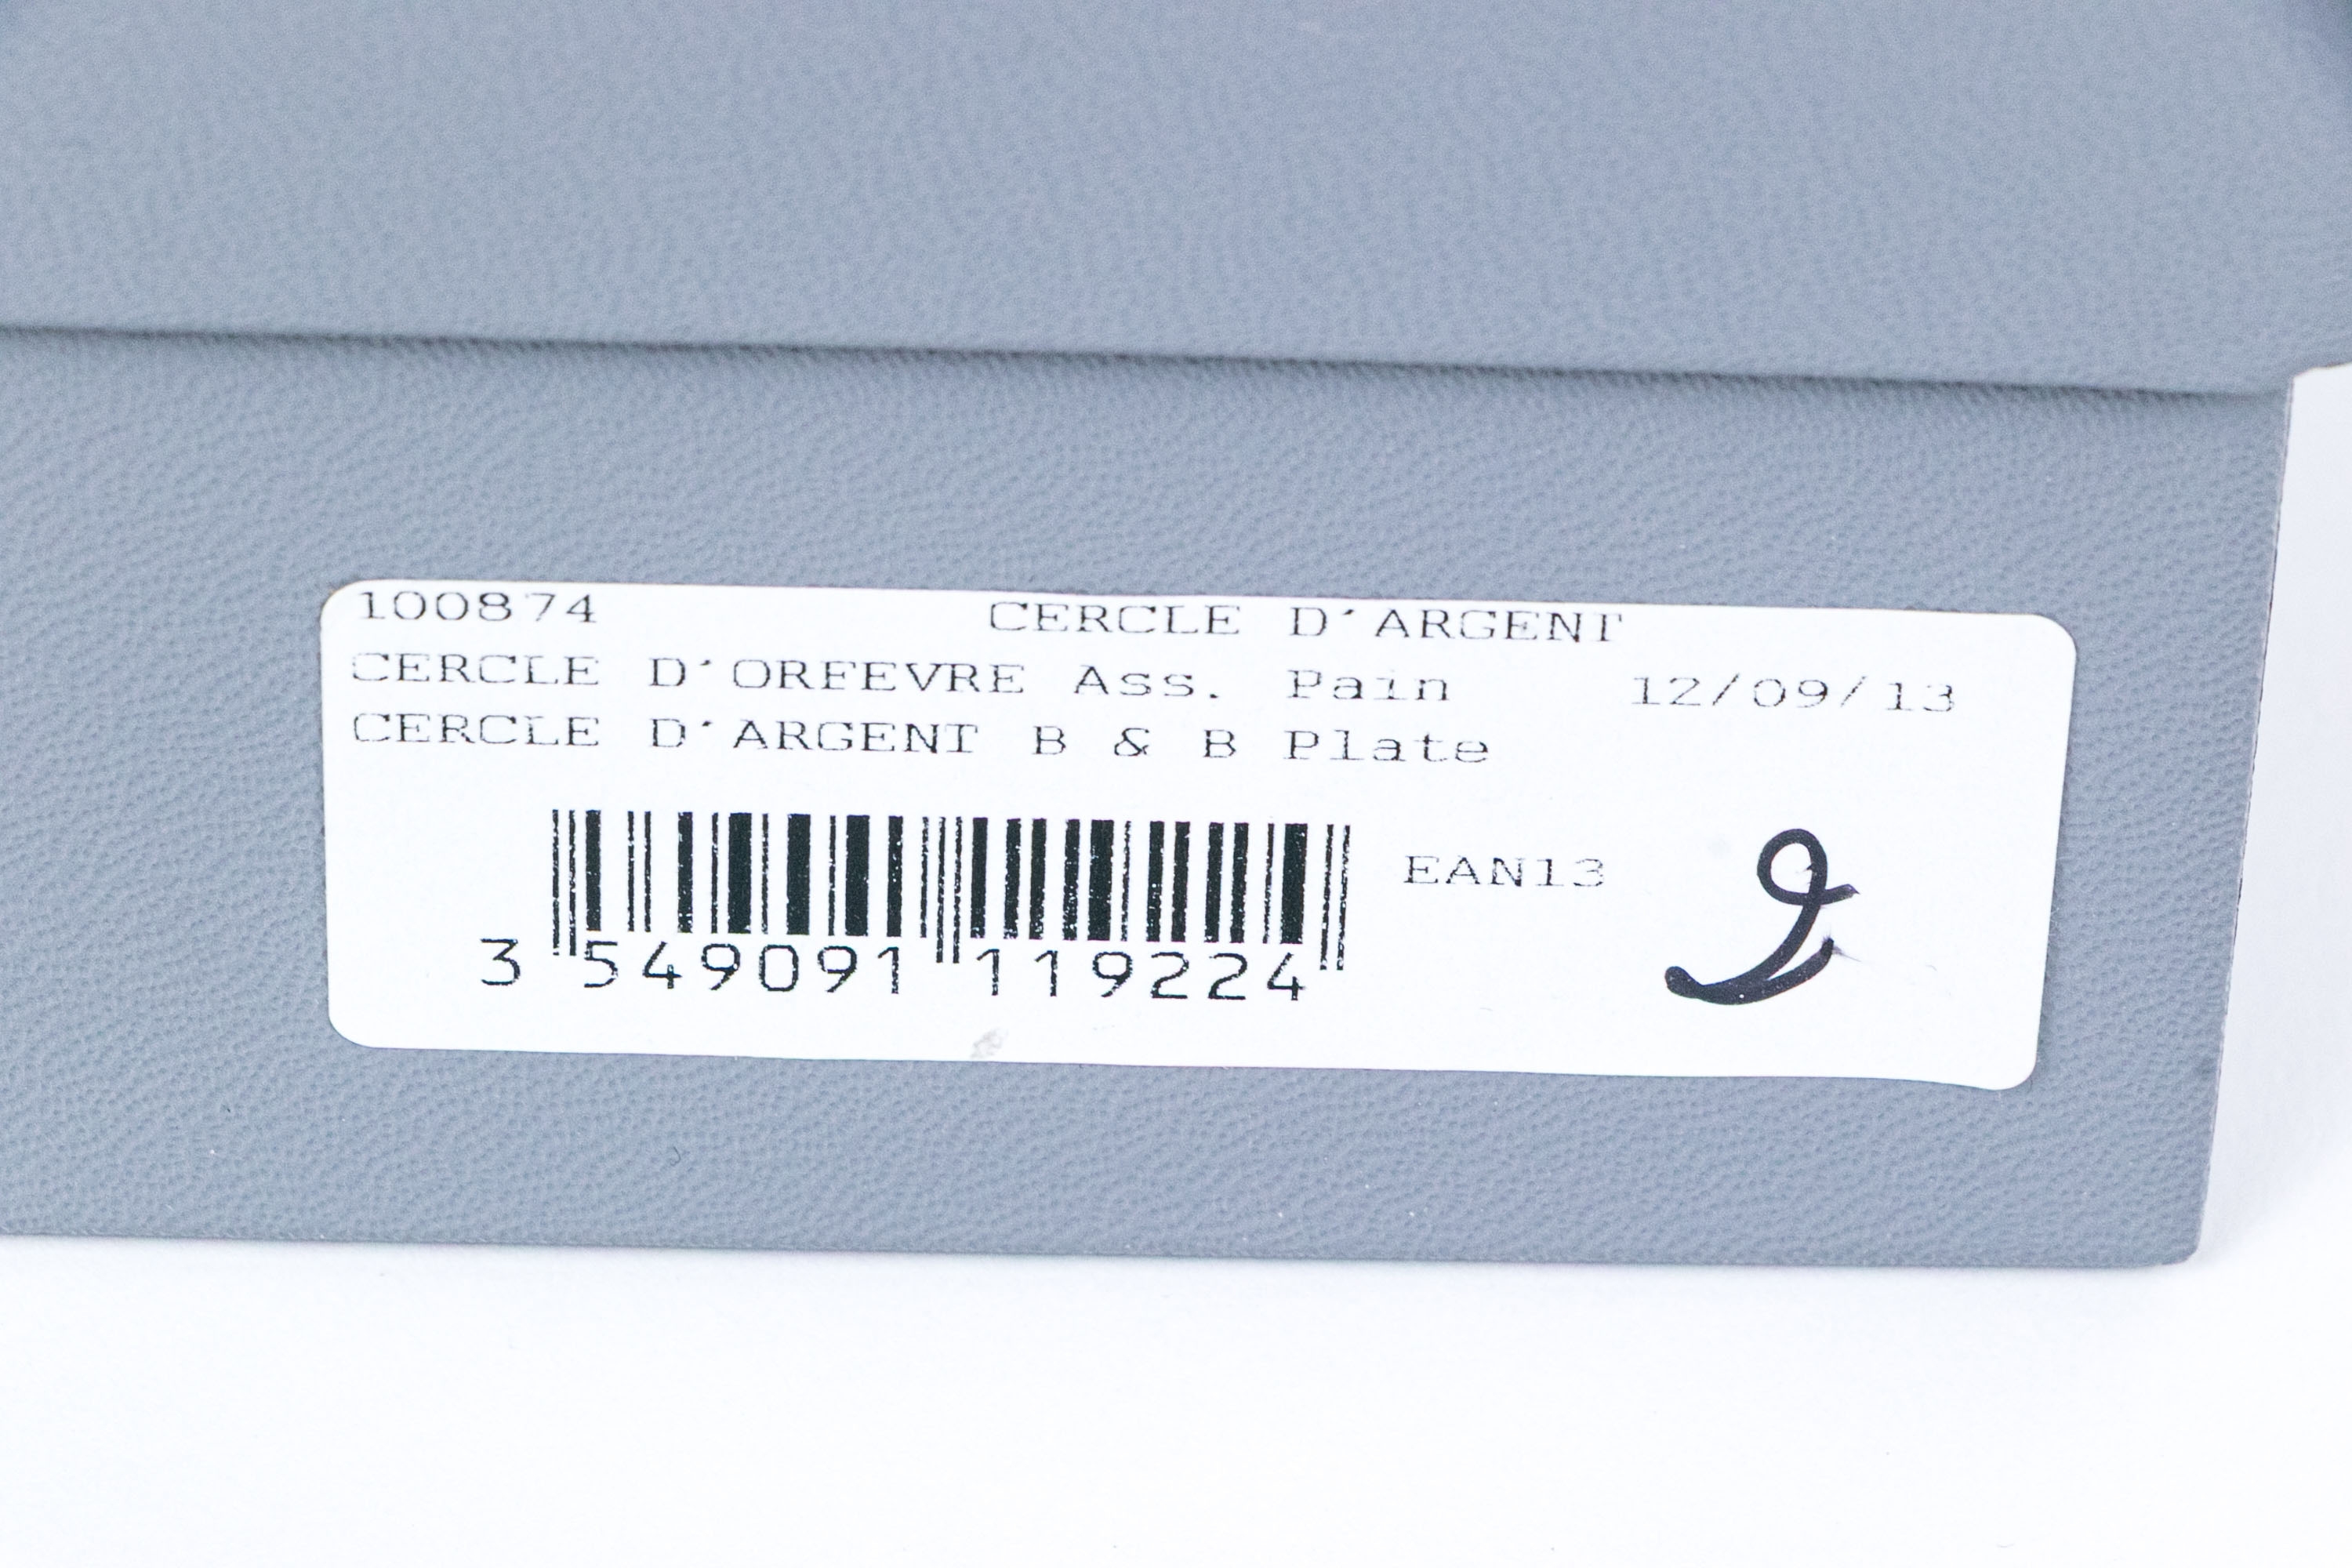 100874 CERCLE D'ARGENT
CERCLE D'ORFEVRE Ass. Pain 12/09/13
CERCLE D'ARGENT B & B Plate
EAN13
3 549091 119224